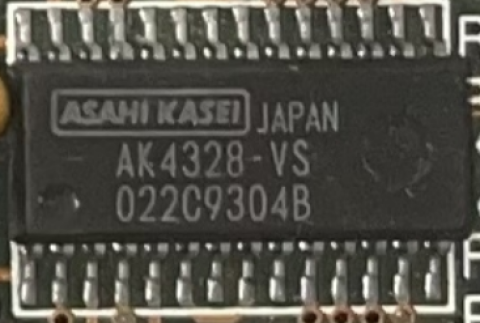 ASAHI KASEI JAPAN
AK4328-VS
022C9304B